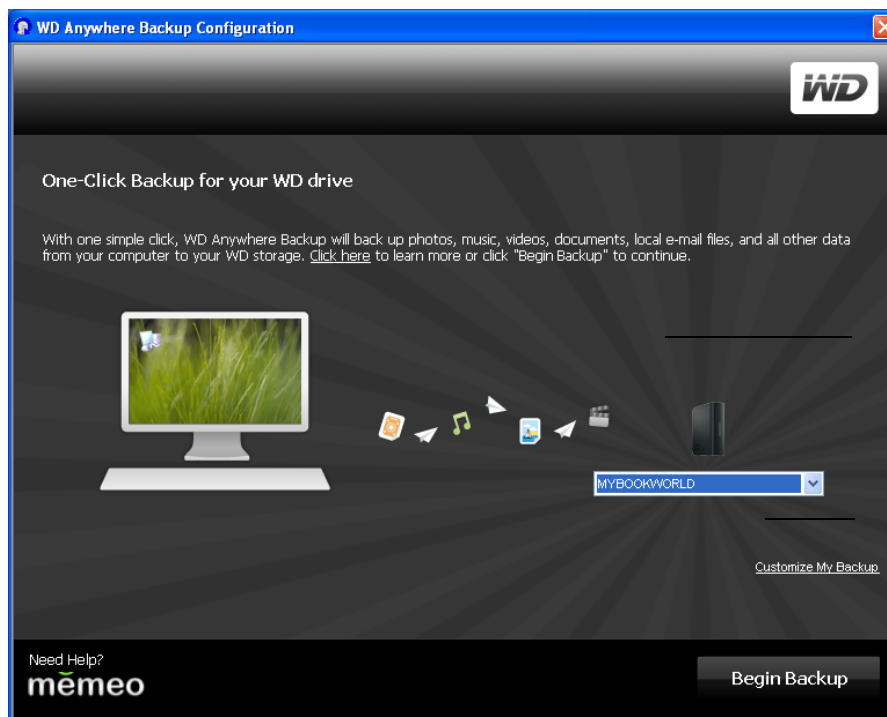 WD Anywhere Backup Configuration
WD
One-Click Backup for your WD drive
With one simple click, WD Anywhere Backup will back up photos, music, videos, documents, local e-mail files, and all other data
from your computer to your WD storage. Click here to learn more or click "Begin Backup" to continue.
MYBOOKWORLD
Customize My Backup
Need Help?
mĕmeo
Begin Backup